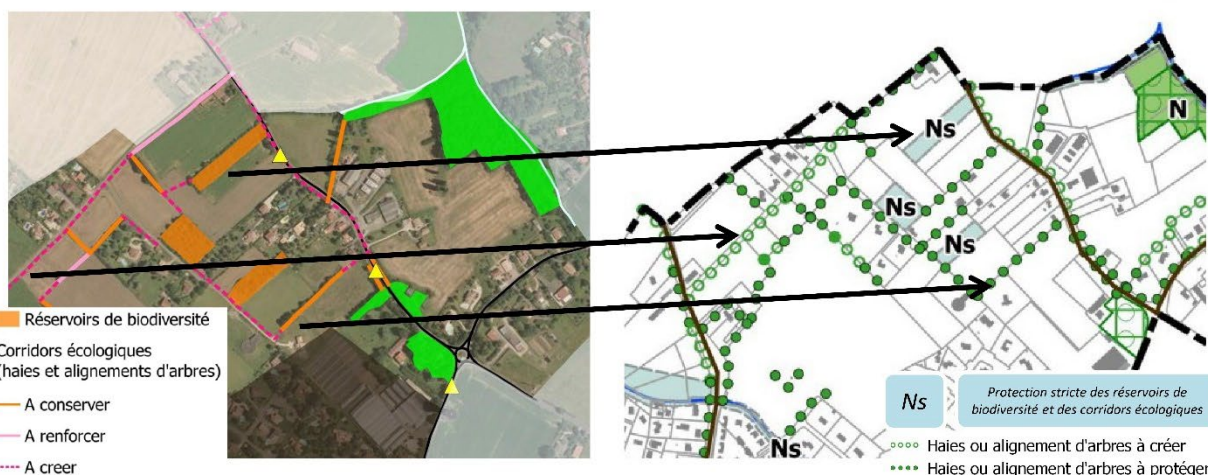 Réservoirs de biodiversité
Corridors écologiques
(haies et alignements d'arbres)
A conserver
A renforcer
A creer
Ns
N
Ns
Ns
Ns
Ns
Protection stricte des réservoirs de
biodiversité et des corridors écologiques
Haies ou alignement d'arbres à créer
Haies ou alignement d'arbres à protéger